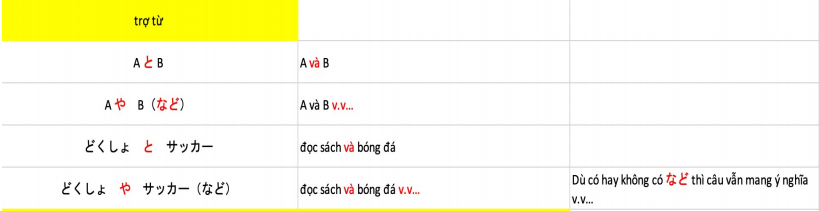 trợ từ
A と B
A và B
A や B（など）
A và B v.v...
どくしょ と サッカー
đọc sách và bóng đá
どくしょ や サッカー（など）
đọc sách và bóng đá v.v...
Dù có hay không có など thì câu vẫn mang ý nghĩa
v.v...